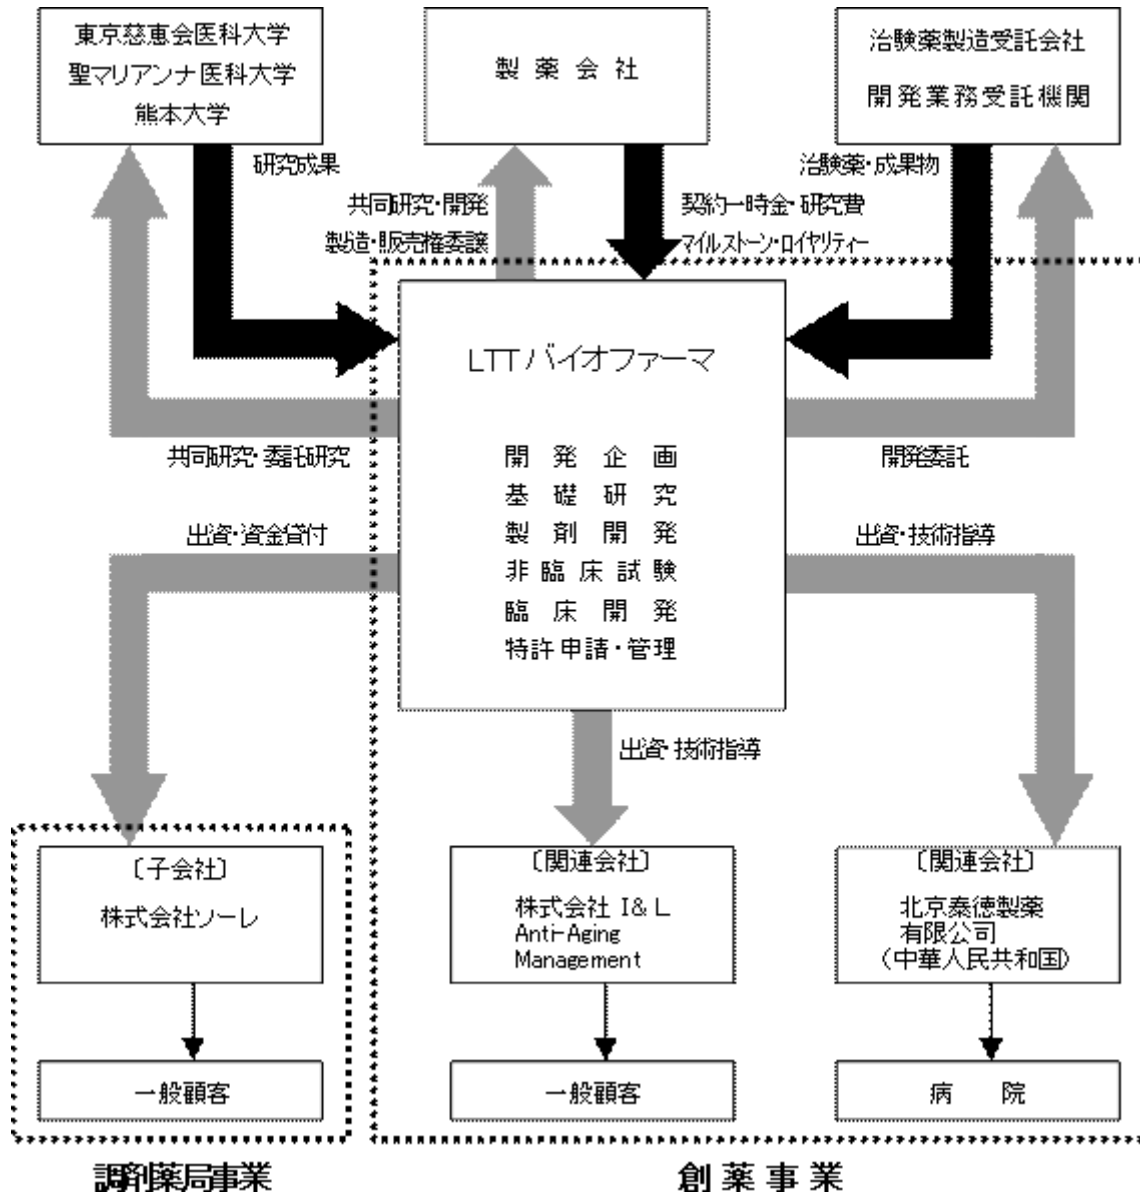 東京慈恵会医科大学
聖マリアンナ医科大学
熊本大学
製薬会社
治験薬製造受託会社
開発業務受託機関
研究成果
共同研究・開発
製造・販売権委譲
契約一時金・研究費
マイルストーン・ロイヤリティー
治験薬・成果物
LTTバイオファーマ
開発企画
基礎研究
製剤開発
非臨床試験
臨床開発
特許申請・管理
共同研究・委託研究
開発委託
出資・資金貸付
出資・技術指導
出資・技術指導
〔子会社〕
株式会社ソーレ
〔関連会社〕
株式会社 I&L
Anti-Aging
Management
〔関連会社〕
北京泰徳製薬
有限公司
(中華人民共和国)
一般顧客
一般顧客
病院
調剤薬局事業
創薬事業